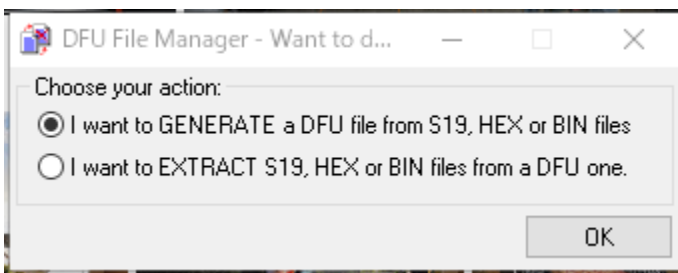 DFU File Manager - Want to d...
Choose your action:
I want to GENERATE a DFU file from S19, HEX or BIN files
I want to EXTRACT S19, HEX or BIN files from a DFU one.
OK